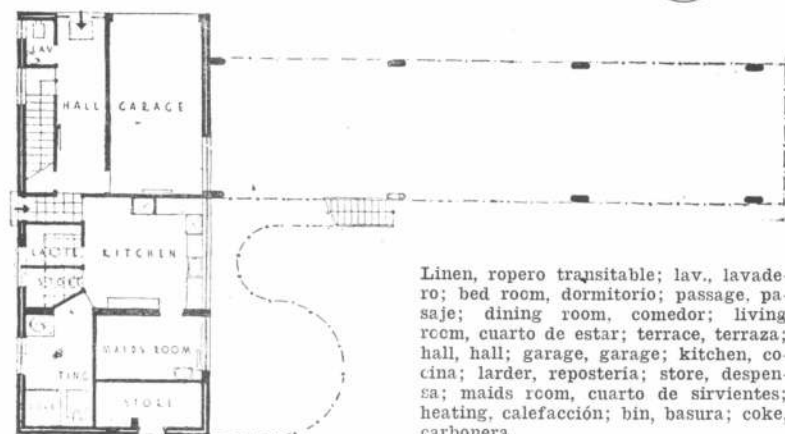 LAV
HALL GARAGE
KITCHEN
STORE
MAIDS ROOM
TING
STORE
Linen, ropero transitable; lav., lavade-
ro; bed room, dormitorio; passage, pa-
saje; dining room, comedor; living
room, cuarto de estar; terrace, terraza;
hall, hall; garage, garage; kitchen, co-
cina; larder, repostería; store, despen-
sa; maids room, cuarto de sirvientes;
heating, calefacción; bin, basura; coke,
carbonera.